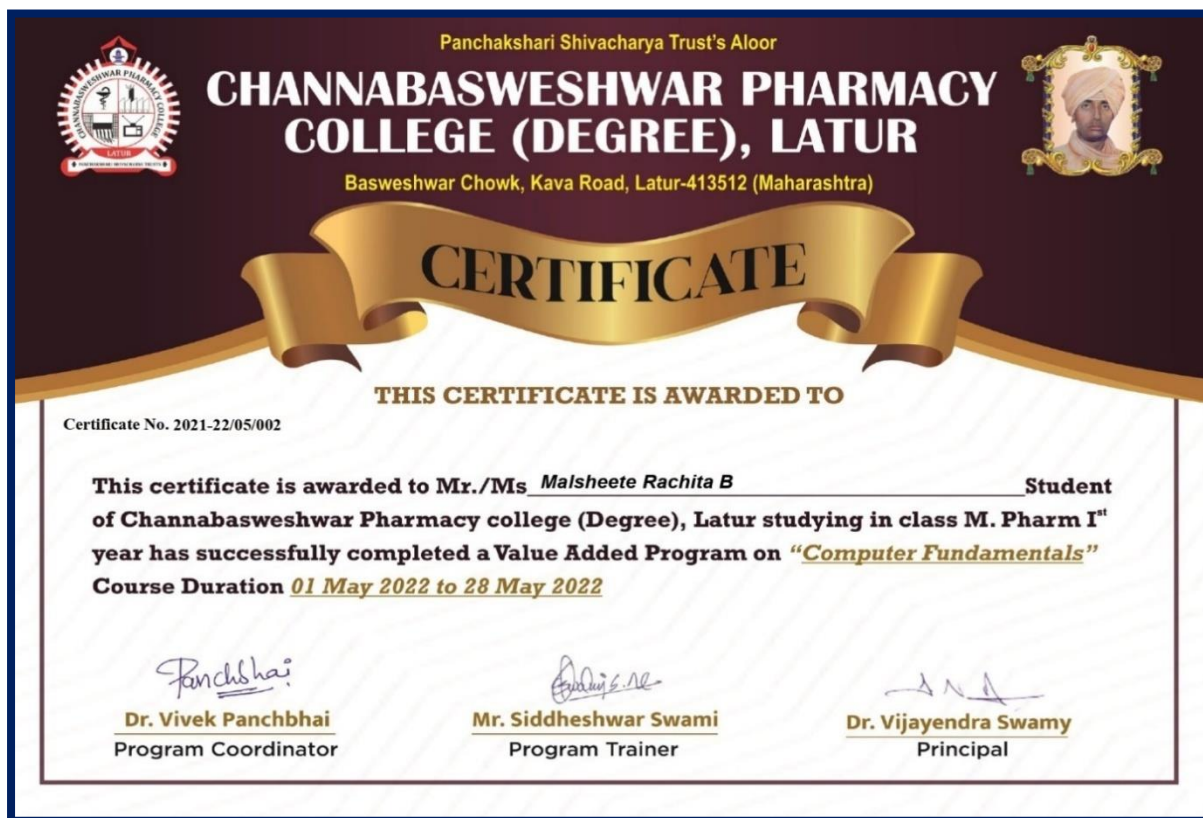 Panchakshari Shivacharya Trust's Aloor
CHANNABASWESHWAR PHARMACY
COLLEGE (DEGREE), LATUR
Basweshwar Chowk, Kava Road, Latur-413512 (Maharashtra)
CHANNABASWESHWAR PHARMACY COLLEGE
LATUR
CERTIFICATE
THIS CERTIFICATE IS AWARDED TO
Certificate No. 2021-22/05/002
This certificate is awarded to Mr./Ms Malsheete Rachita B Student
of Channabasweshwar Pharmacy college (Degree), Latur studying in class M. Pharm Ist
year has successfully completed a Value Added Program on “Computer Fundamentals”
Course Duration 01 May 2022 to 28 May 2022
Panchbhai
Dr. Vivek Panchbhai
Program Coordinator
Mr. Siddheshwar Swami
Program Trainer
Dr. Vijayendra Swamy
Principal